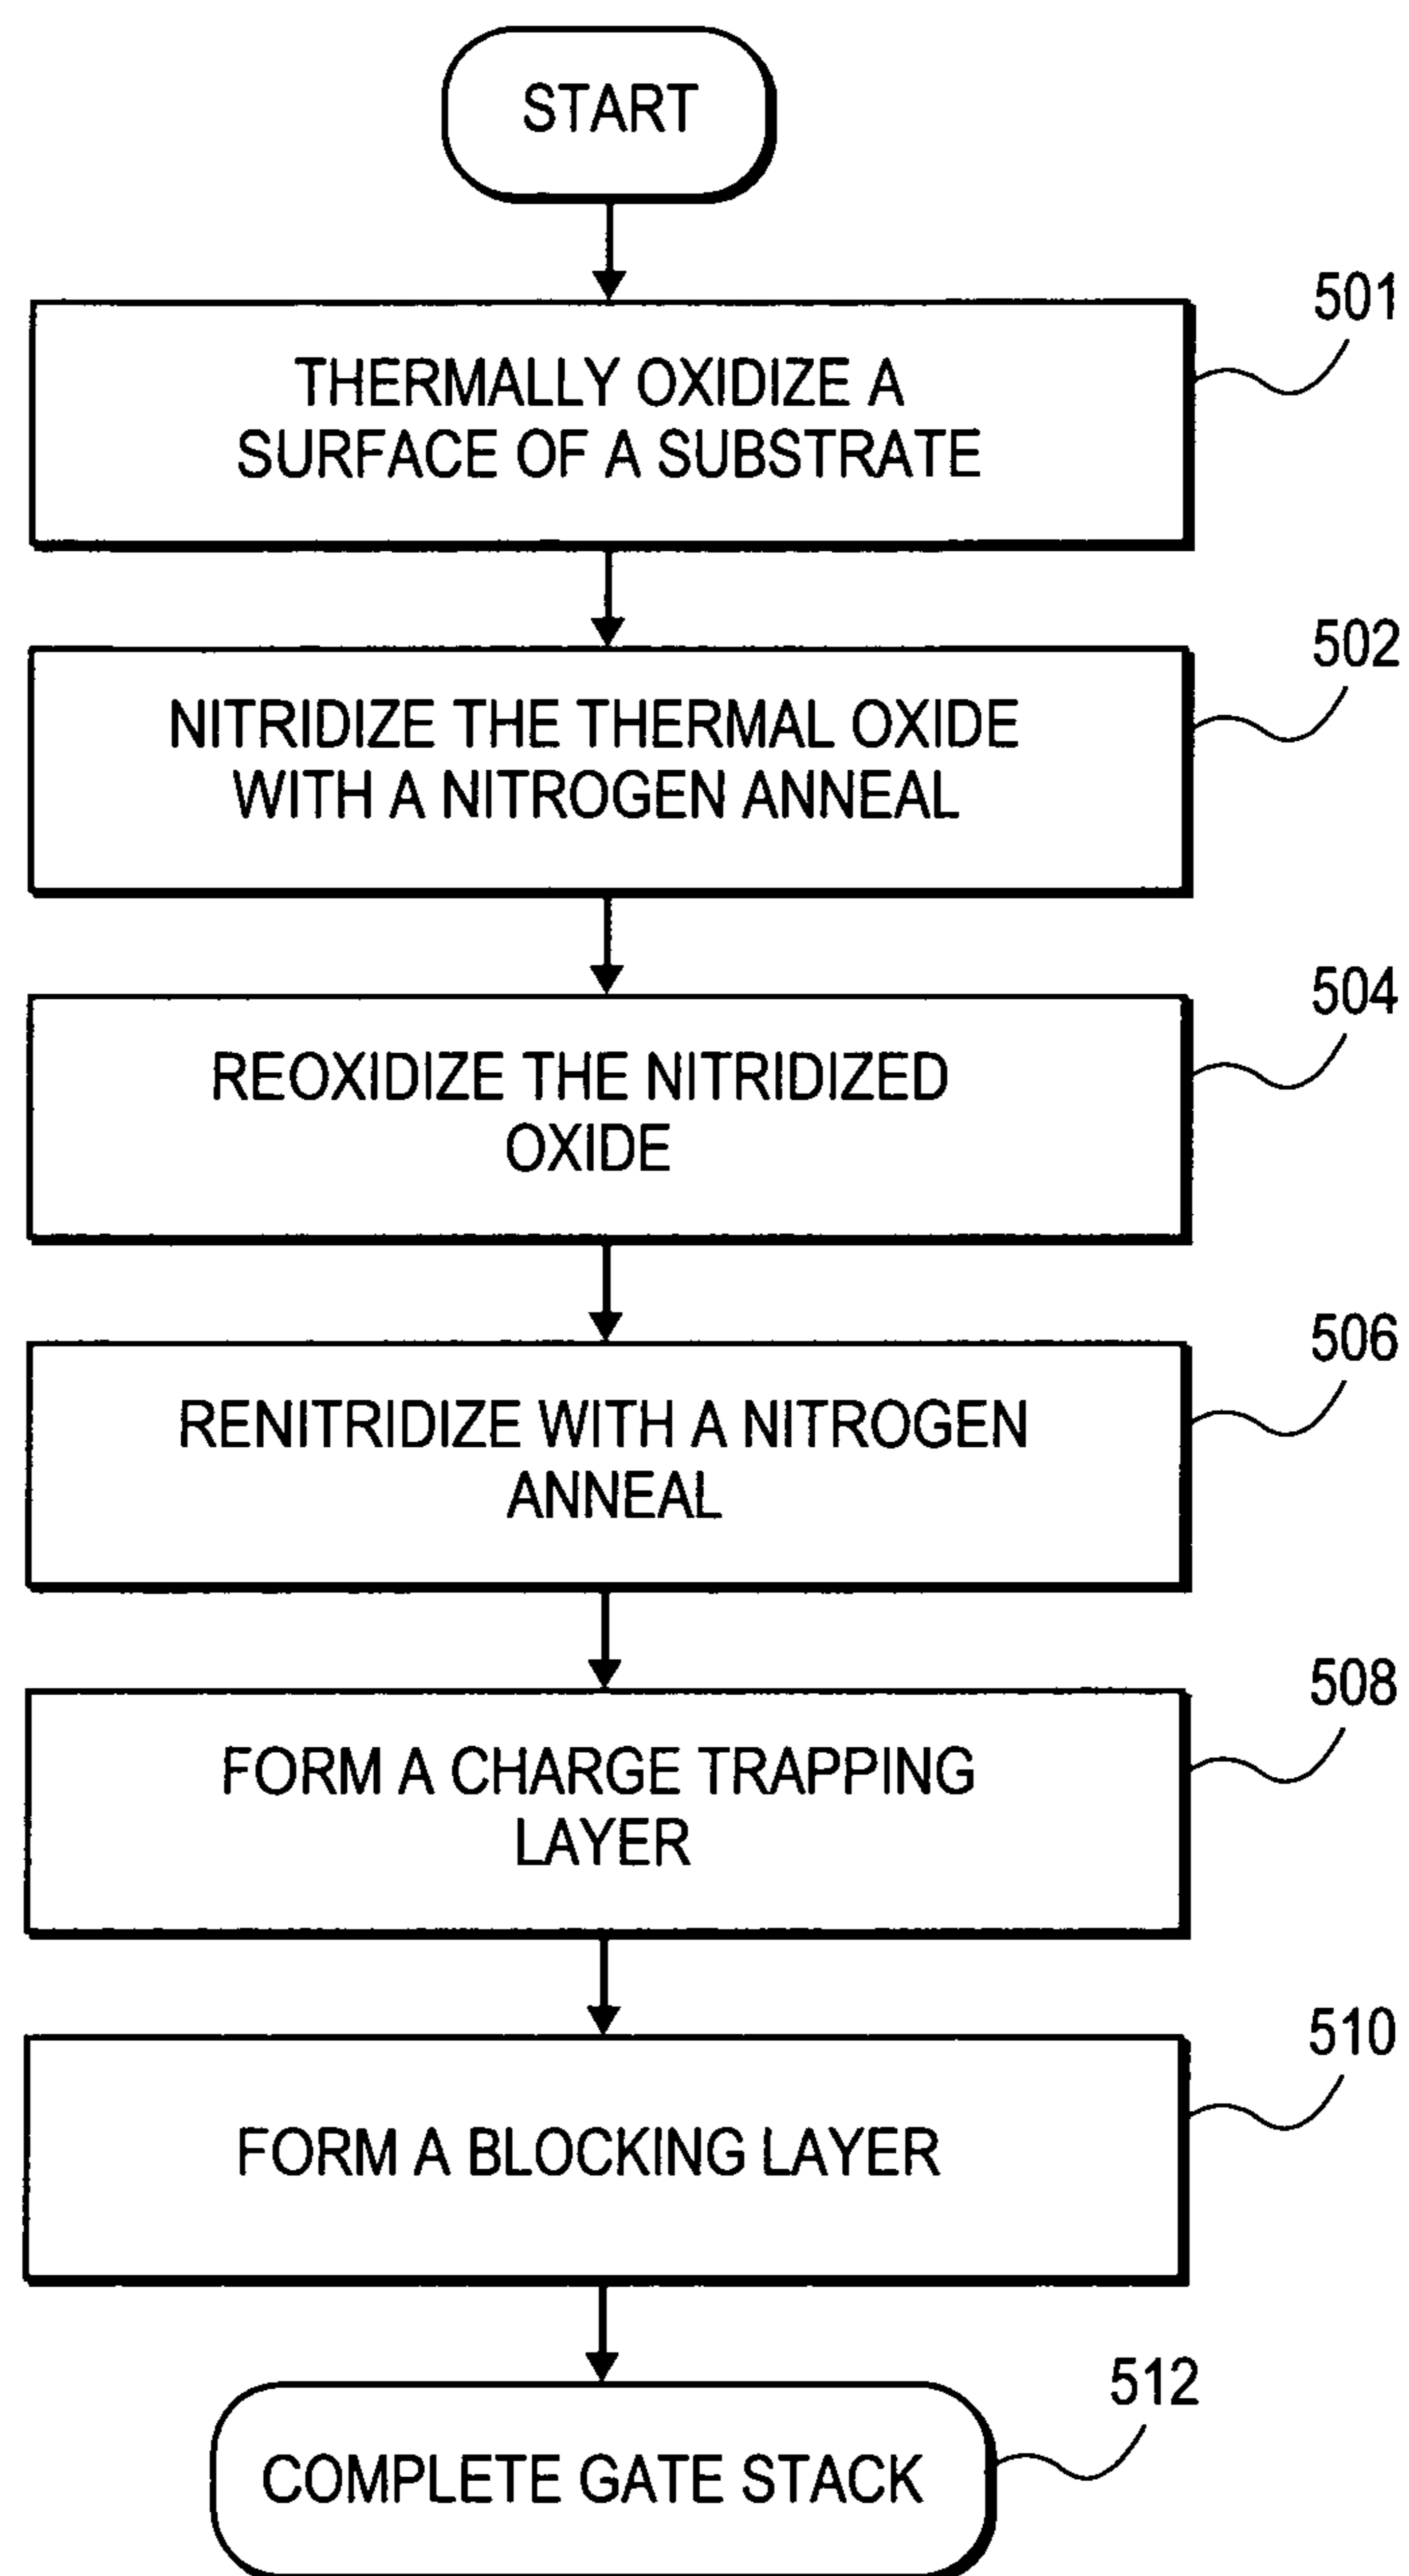 START
501
THERMALLY OXIDIZE A
SURFACE OF A SUBSTRATE
502
NITRIDIZE THE THERMAL OXIDE
WITH A NITROGEN ANNEAL
504
REOXIDIZE THE NITRIDIZED
OXIDE
506
RENITRIDIZE WITH A NITROGEN
ANNEAL
508
FORM A CHARGE TRAPPING
LAYER
510
FORM A BLOCKING LAYER
512
COMPLETE GATE STACK